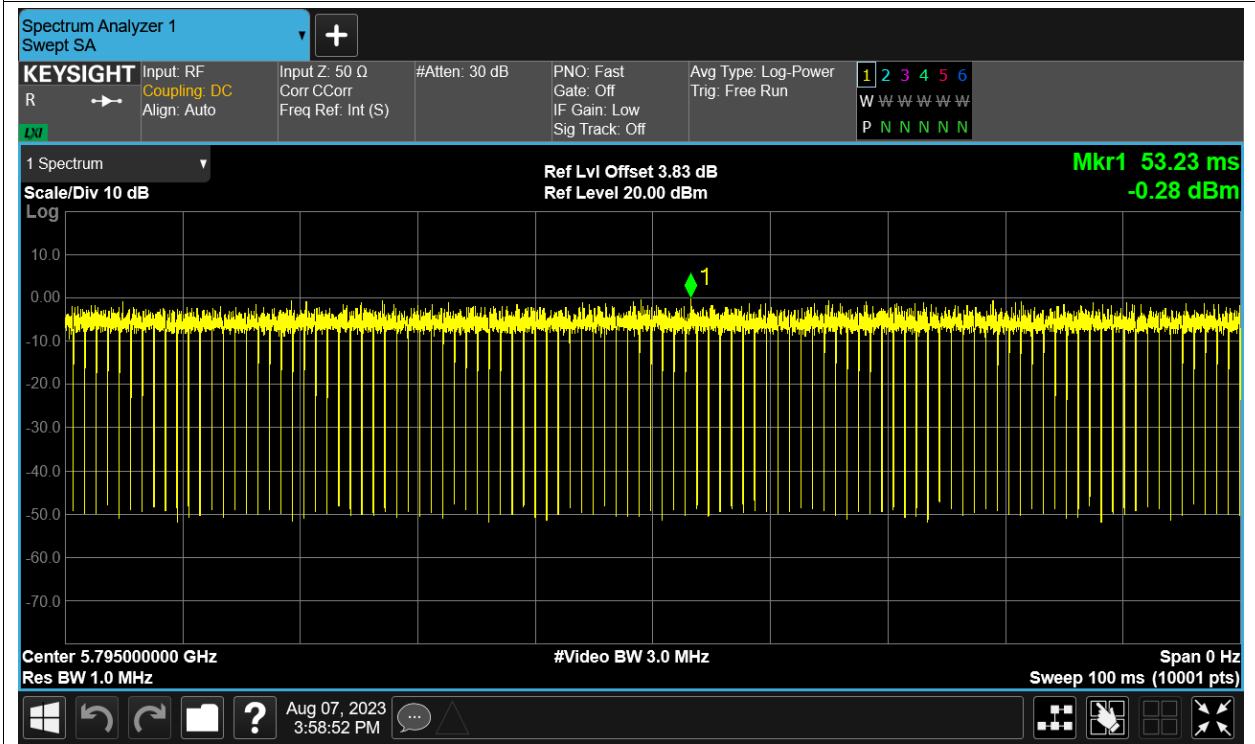 Spectrum Analyzer 1
Swept SA
+
KEYSIGHT
R
LXI
Input: RF
Coupling: DC
Align: Auto
Input Z: 50 Ω
Corr CCorr
Freq Ref: Int (S)
#Atten: 30 dB
PNO: Fast
Gate: Off
IF Gain: Low
Sig Track: Off
Avg Type: Log-Power
Trig: Free Run
1 2 3 4 5 6
W W W W W W
P N N N N N
1 Spectrum
Scale/Div 10 dB
Log
Ref Lvl Offset 3.83 dB
Ref Level 20.00 dBm
Mkr1 53.23 ms
-0.28 dBm
1
10.0
0.00
-10.0
-20.0
-30.0
-40.0
-50.0
-60.0
-70.0
Center 5.795000000 GHz
Res BW 1.0 MHz
#Video BW 3.0 MHz
Span 0 Hz
Sweep 100 ms (10001 pts)
?
Aug 07, 2023
3:58:52 PM